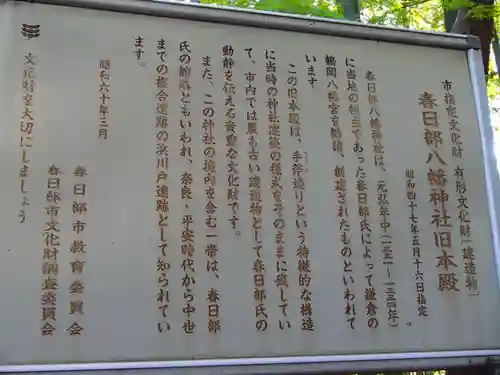 市指定文化財 有形文化財(建造物)
春日部八幡神社旧本殿
昭和四十七年五月十六日指定
春日部八幡神社は、元弘年中(一三三一~一三三四年)
に当地の領主であった春日部氏によって鎌倉の
鶴岡八幡宮を勧請、創建されたものといわれて
います
この旧本殿は、手斧造りという特徴的な構造
に当時の神社建築の様式をそのままに残してい
て、市内では最も古い建造物として春日部氏の
動静を伝える貴重な文化財です。
また、この神社の境内を含む一帯は、春日部
氏の館跡ともいわれ、奈良・平安時代から中世
までの複合遺跡の浜川戸遺跡として知られてい
ます。
昭和六十年三月
春日部市教育委員会
春日部市文化財調査委員会
文化財を大切にしましょう